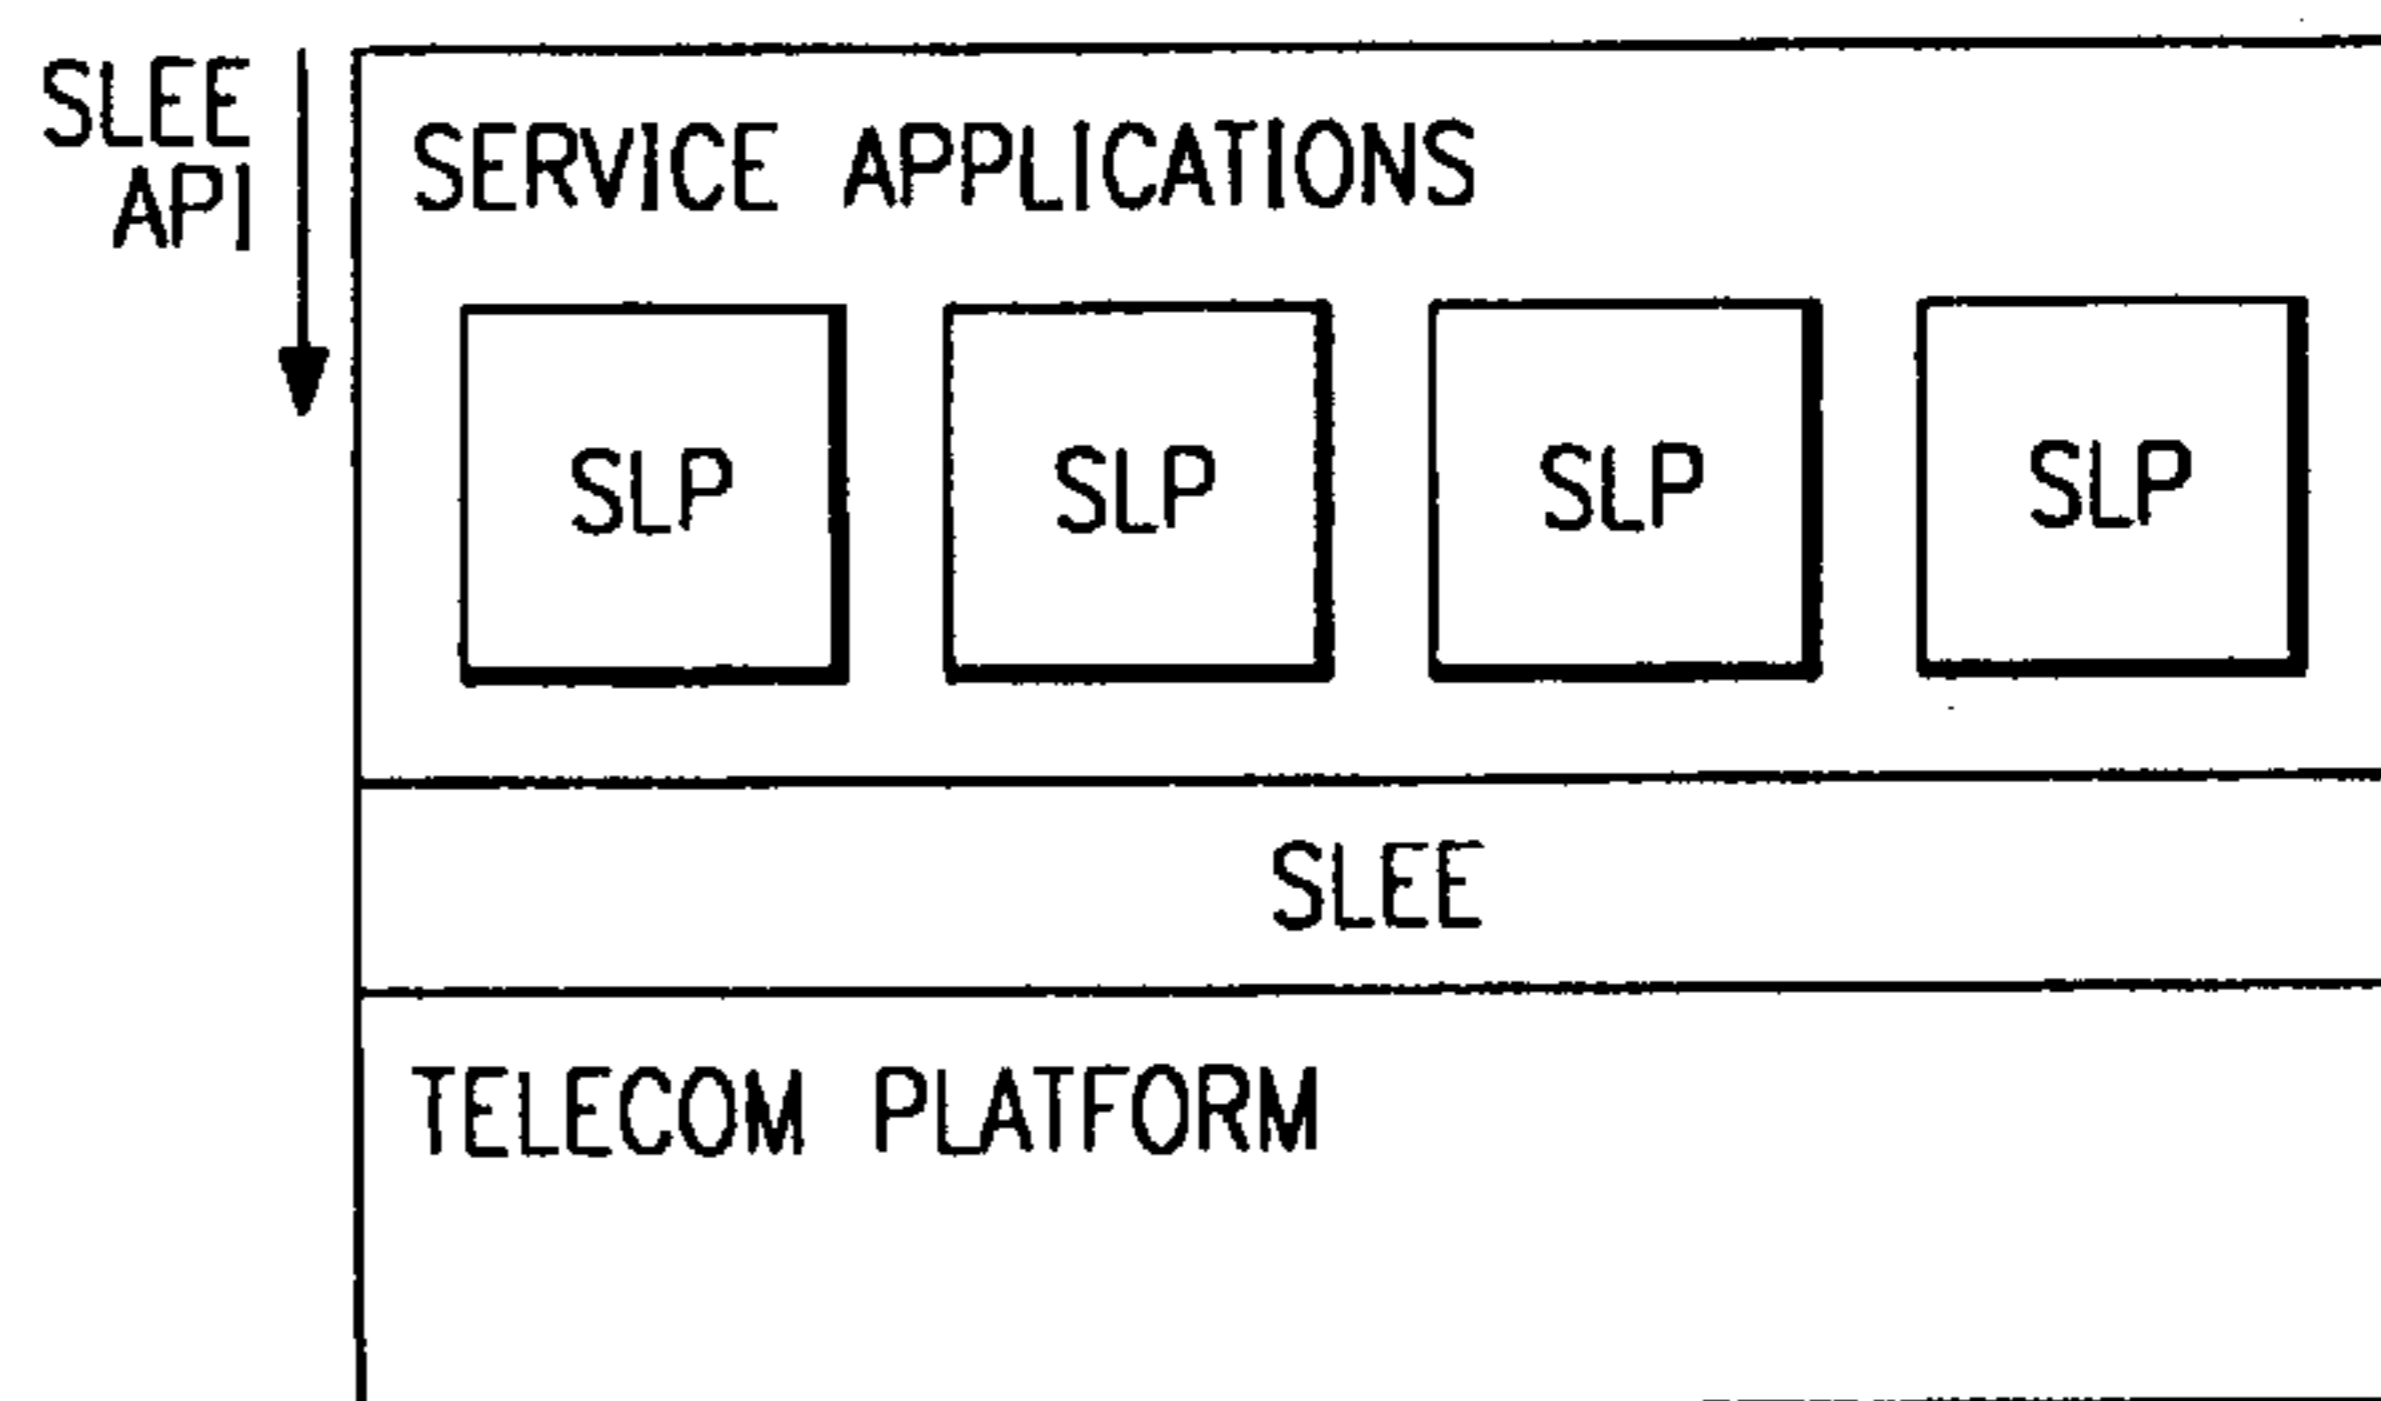 SLEE
API
SERVICE APPLICATIONS
SLP SLP SLP SLP
SLEE
TELECOM PLATFORM